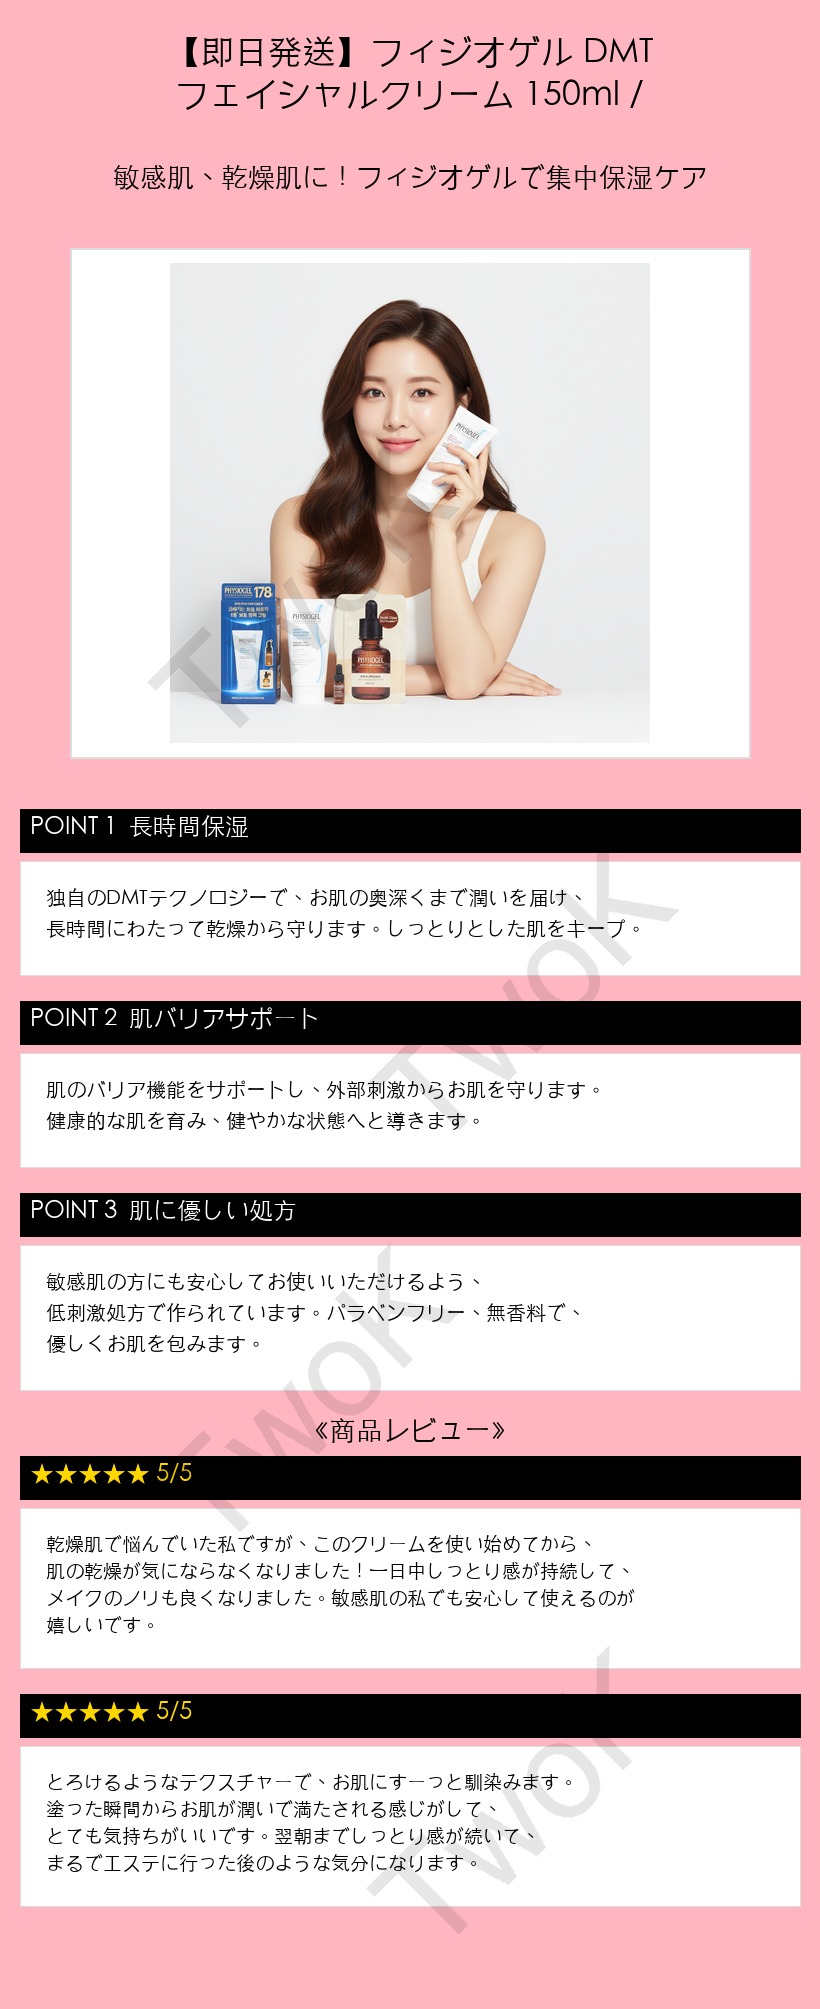 【即日発送】フィジオゲル DMT
フェイシャルクリーム 150ml /
敏感肌、乾燥肌に！フィジオゲルで集中保湿ケア
PHYSIOGEL
PHYSIOGEL
178
PHYSIOGEL
POINT 1 長時間保湿
独自のDMTテクノロジーで、お肌の奥深くまで潤いを届け、
長時間にわたって乾燥から守ります。しっとりとした肌をキープ。
POINT 2 肌バリアサポート
肌のバリア機能をサポートし、外部刺激からお肌を守ります。
健康的な肌を育み、健やかな状態へと導きます。
POINT 3 肌に優しい処方
敏感肌の方にも安心してお使いいただけるよう、
低刺激処方で作られています。パラベンフリー、無香料で、
優しくお肌を包みます。
《商品レビュー》
★★★★★ 5/5
乾燥肌で悩んでいた私ですが、このクリームを使い始めてから、
肌の乾燥が気にならなくなりました！一日中しっとり感が持続して、
メイクのノリも良くなりました。敏感肌の私でも安心して使えるのが
嬉しいです。
★★★★★ 5/5
とろけるようなテクスチャーで、お肌にすーっと馴染みます。
塗った瞬間からお肌が潤いで満たされる感じがして、
とても気持ちがいいです。翌朝までしっとり感が続いて、
まるでエステに行った後のような気分になります。
TwoK
TwoK
TwoK
TwoK